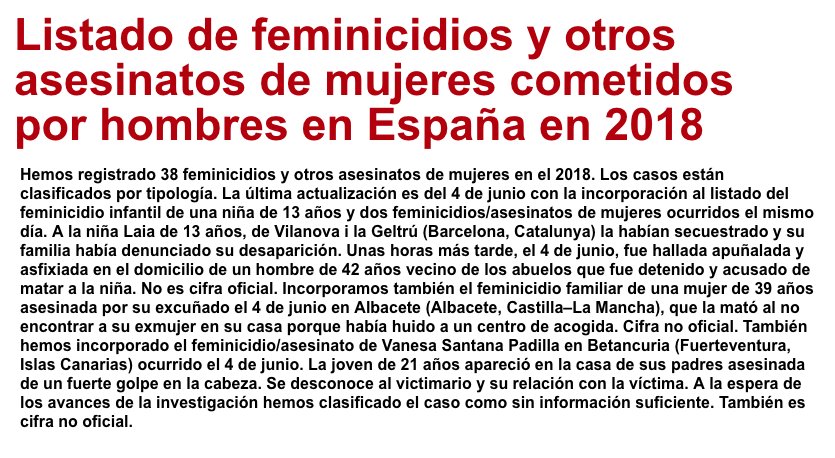 Listado de feminicidios y otros
asesinatos de mujeres cometidos
por hombres en España en 2018
Hemos registrado 38 feminicidios y otros asesinatos de mujeres en el 2018. Los casos están
clasificados por tipología. La última actualización es del 4 de junio con la incorporación al listado del
feminicidio infantil de una niña de 13 años y dos feminicidios/asesinatos de mujeres ocurridos el mismo
día. A la niña Laia de 13 años, de Vilanova i la Geltrú (Barcelona, Catalunya) la habían secuestrado y su
familia había denunciado su desaparición. Unas horas más tarde, el 4 de junio, fue hallada apuñalada y
asfixiada en el domicilio de un hombre de 42 años vecino de los abuelos que fue detenido y acusado de
matar a la niña. No es cifra oficial. Incorporamos también el feminicidio familiar de una mujer de 39 años
asesinada por su excuñado el 4 de junio en Albacete (Albacete, Castilla–La Mancha), que la mató al no
encontrar a su exmujer en su casa porque había huido a un centro de acogida. Cifra no oficial. También
hemos incorporado el feminicidio/asesinato de Vanesa Santana Padilla en Betancuria (Fuerteventura,
Islas Canarias) ocurrido el 4 de junio. La joven de 21 años apareció en la casa de sus padres asesinada
de un fuerte golpe en la cabeza. Se desconoce al victimario y su relación con la víctima. A la espera de
los avances de la investigación hemos clasificado el caso como sin información suficiente. También es
cifra no oficial.